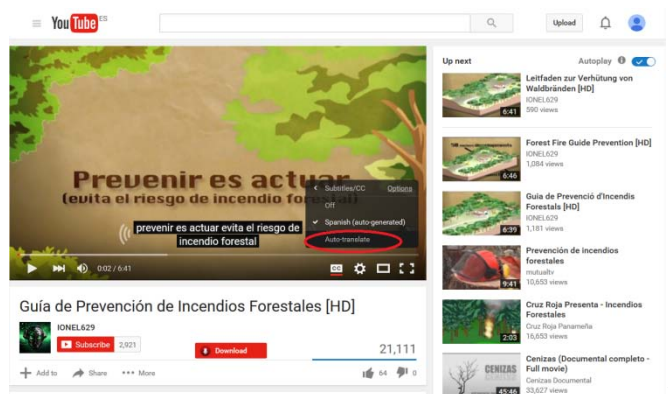 YouTube ES
Upload
Prevenir es actuar
(evita el riesgo de incendio forestal)
Subtitles/CC Options
Off
Spanish (auto-generated)
Auto-translate
prevenir es actuar evita el riesgo de
incendio forestal
0:02 / 6:41
CC
Guía de Prevención de Incendios Forestales [HD]
IONEL629
Subscribe 2,921
Download
21,111
Add to Share More
64 0
Up next Autoplay
Leitfaden zur Verhütung von
Waldbränden [HD]
IONEL629
590 views
6:41
Forest Fire Guide Prevention [HD]
IONEL629
1,084 views
6:46
Guia de Prevenció d'Incendis
Forestals [HD]
IONEL629
1,181 views
6:39
Prevención de incendios
forestales
mutualtv
10,653 views
9:41
Cruz Roja Presenta - Incendios
Forestales
Cruz Roja Panameña
16,653 views
2:03
Cenizas (Documental completo -
Full movie)
Cenizas Documental
33,627 views
CENIZAS
45:46